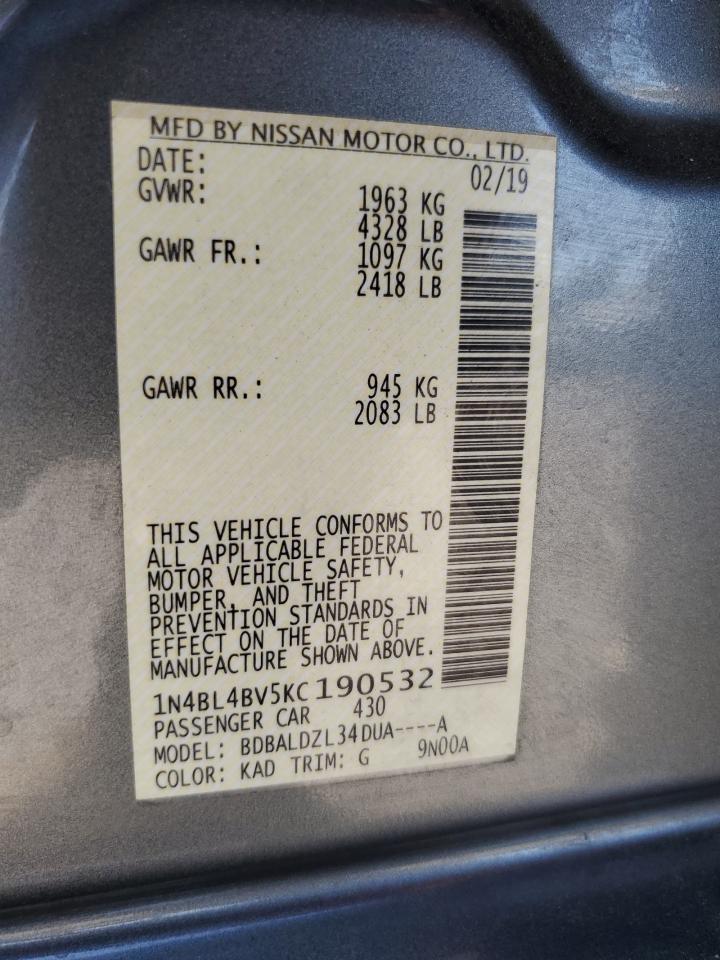 MFD BY NISSAN MOTOR CO., LTD.
DATE: 02/19
GVWR: 1963 KG
4328 LB
GAWR FR.: 1097 KG
2418 LB
GAWR RR.: 945 KG
2083 LB
THIS VEHICLE CONFORMS TO
ALL APPLICABLE FEDERAL
MOTOR VEHICLE SAFETY,
BUMPER, AND THEFT
PREVENTION STANDARDS IN
EFFECT ON THE DATE OF
MANUFACTURE SHOWN ABOVE.
1N4BL4BV5KC190532
PASSENGER CAR 430
MODEL: BDBALDZL34DUA----A
COLOR: KAD TRIM: G 9N00A